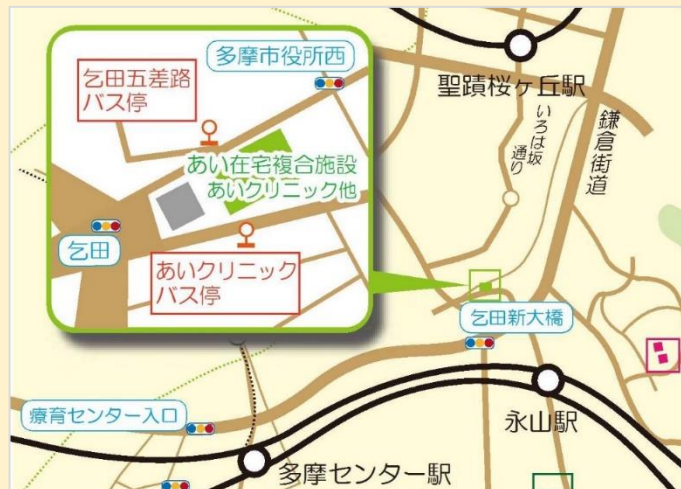 多摩市役所西
乞田五差路
バス停
あい在宅複合施設
あいクリニック他
乞田
あいクリニック
バス停
聖蹟桜ヶ丘駅
いろは坂
通り
鎌倉街道
乞田新大橋
療育センター入口
永山駅
多摩センター駅